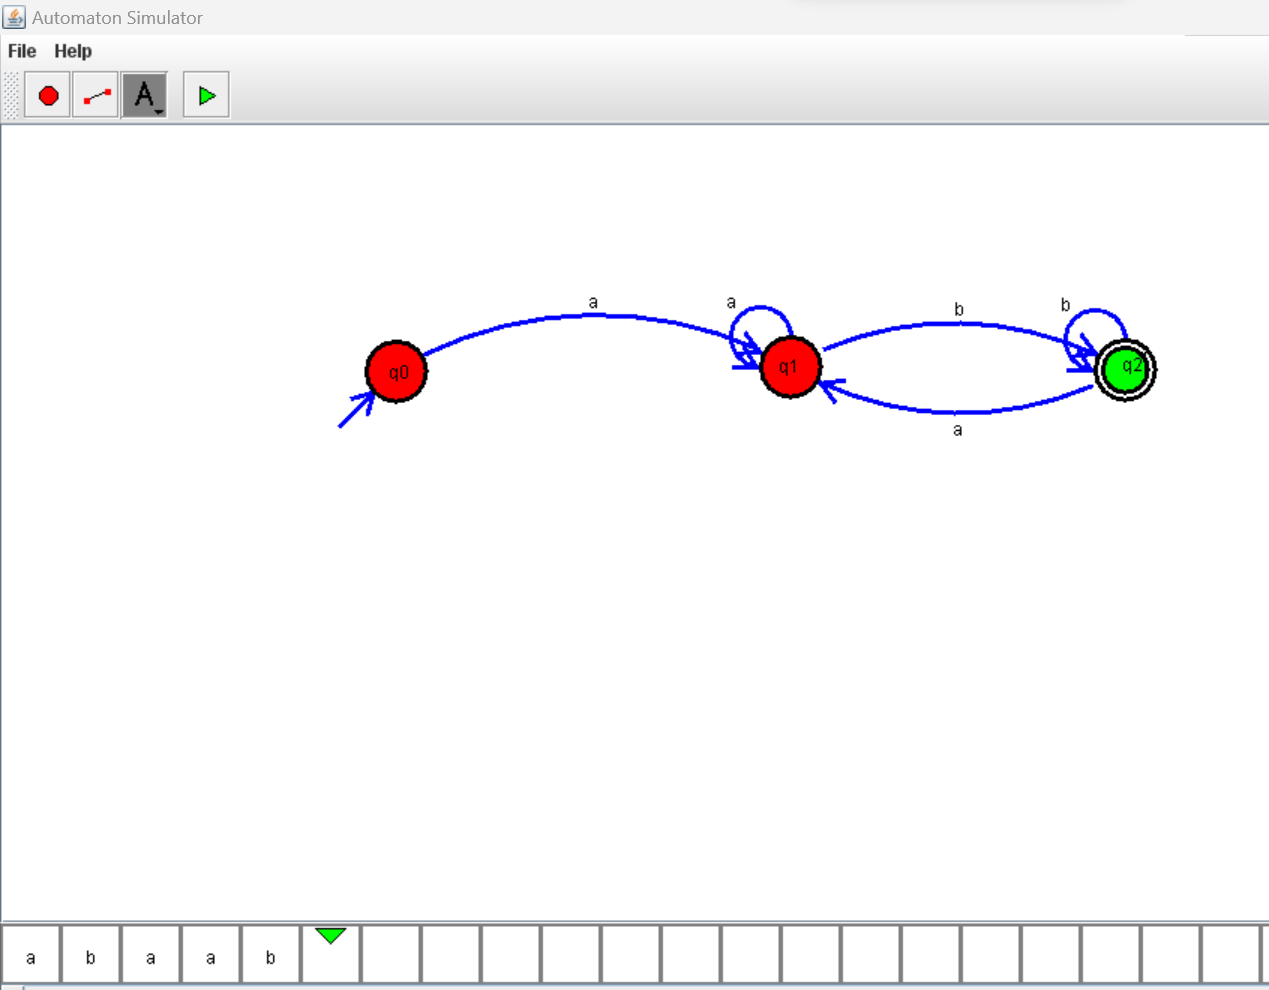 Automaton Simulator
File Help
A
a a b b
q0 q1 q2
a
a b a a b